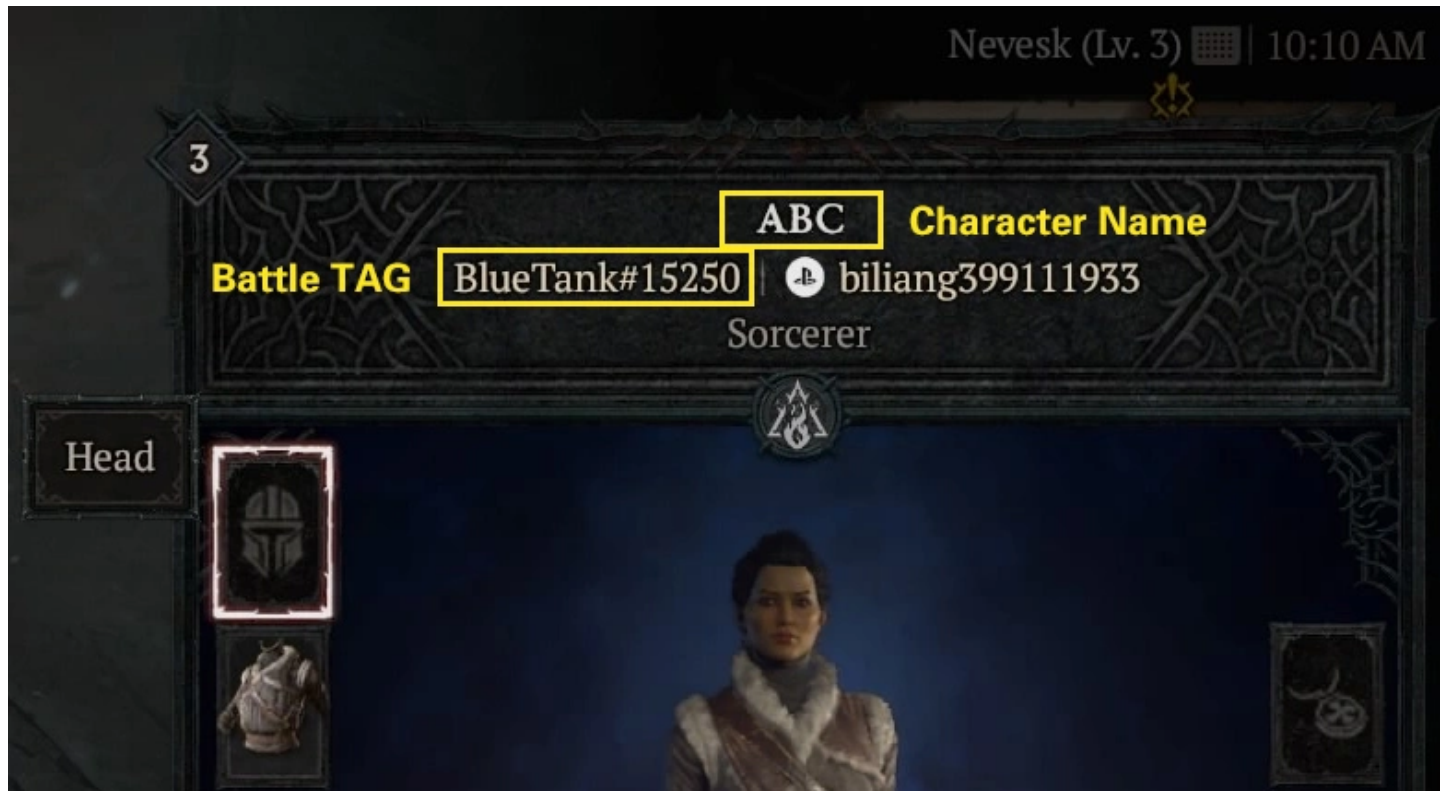 Nevesk (Lv. 3) 10:10 AM
3
ABC Character Name
Battle TAG BlueTank#15250 | biliang399111933
Sorcerer
Head